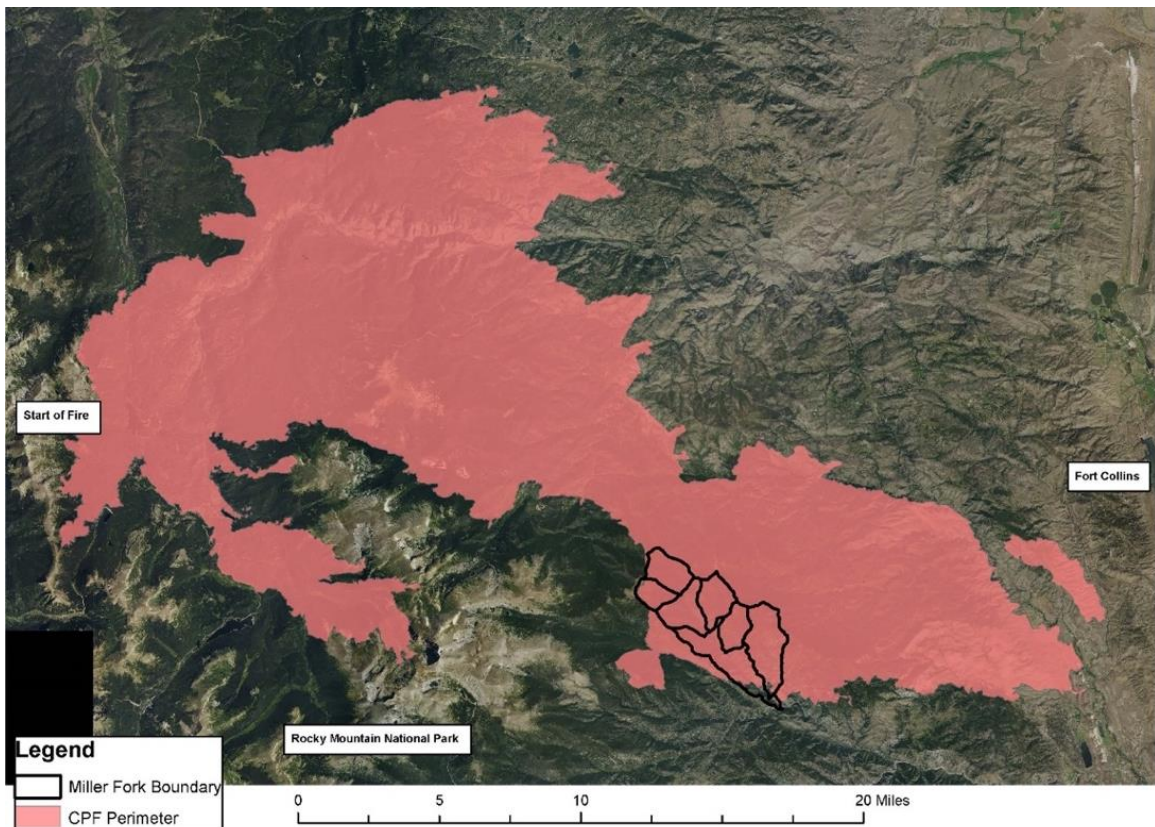 Start of Fire
Fort Collins
Rocky Mountain National Park
Legend
Miller Fork Boundary
CPF Perimeter
0 5 10 20 Miles